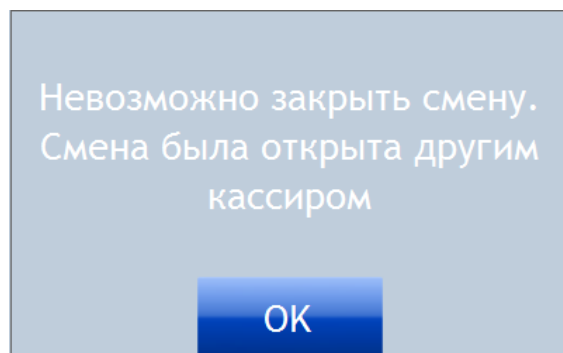 Невозможно закрыть смену.
Смена была открыта другим
кассиром
OK